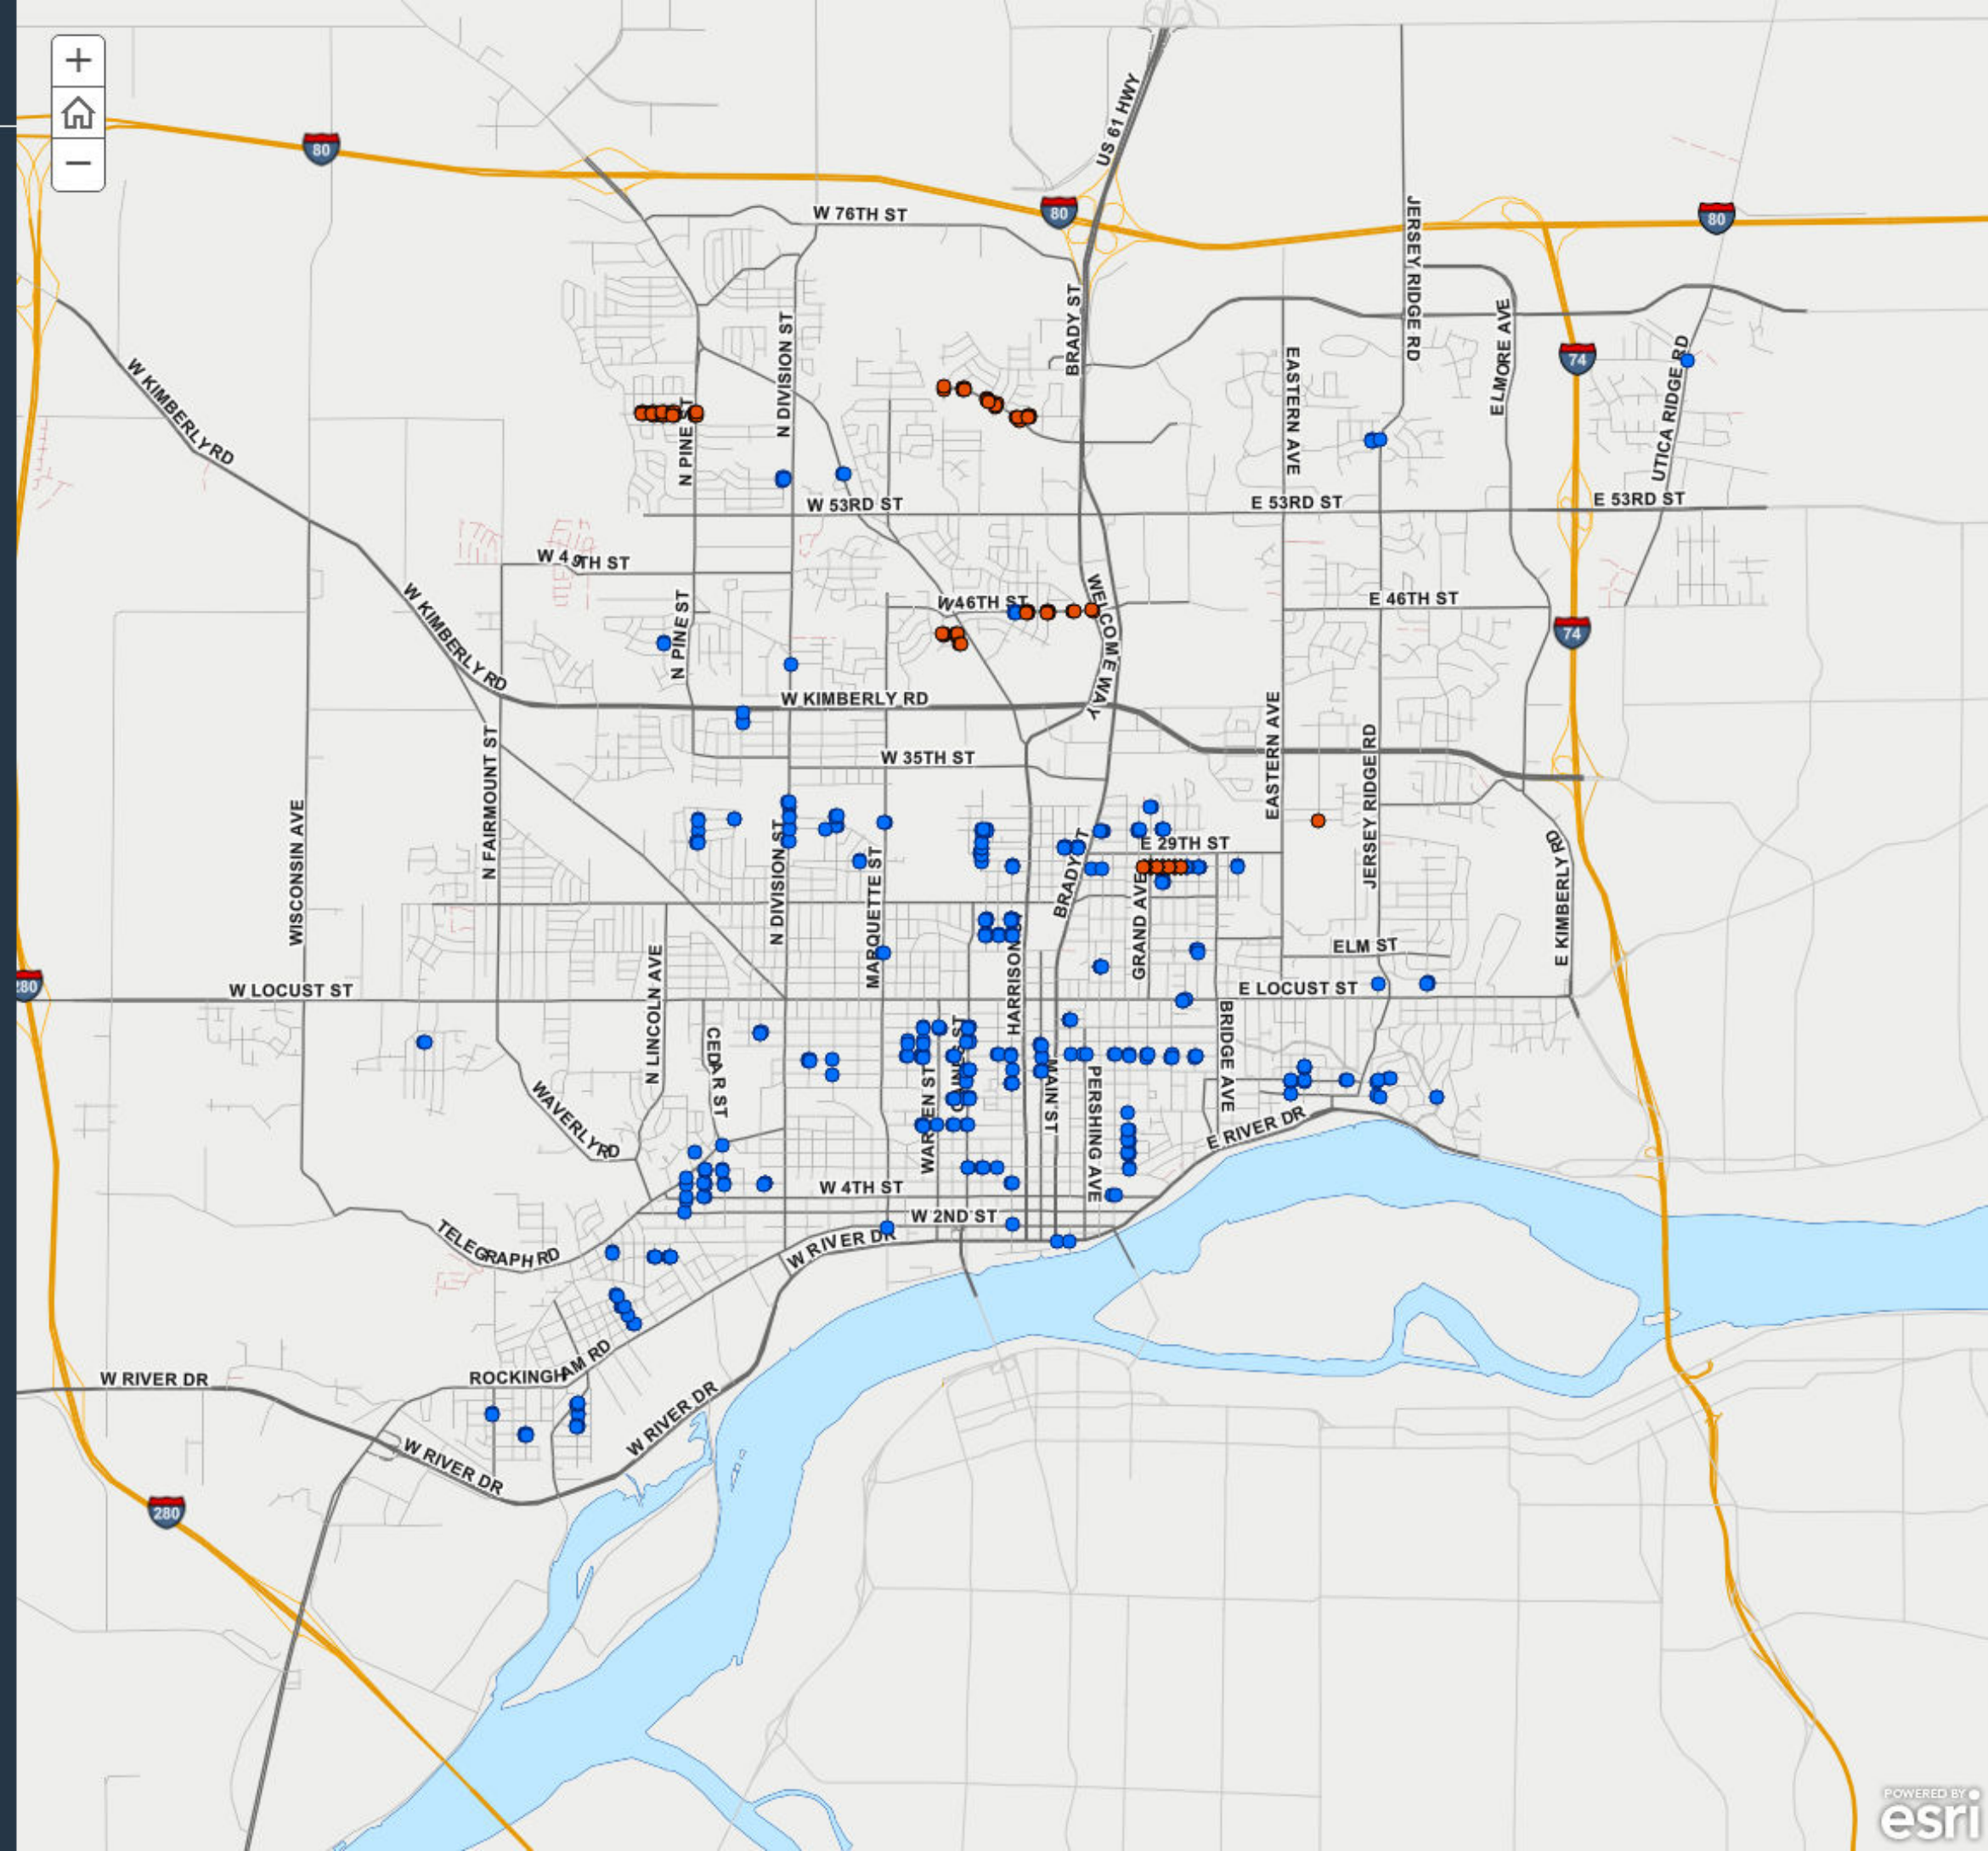 +
−
80
US 61 HWY
W 76TH ST
80
JERSEY RIDGE RD
80
W KIMBERLY RD
N DIVISION ST
BRADY ST
EASTERN AVE
ELMORE AVE
74
UTICA RIDGE RD
N PINE ST
W 53RD ST
E 53RD ST
E 53RD ST
W 49TH ST
W KIMBERLY RD
N PINE ST
W 46TH ST
WELCOME WAY
E 46TH ST
74
W KIMBERLY RD
N FAIRMOUNT ST
W 35TH ST
EASTERN AVE
JERSEY RIDGE RD
WISCONSIN AVE
N DIVISION ST
MARQUETTE ST
BRADY ST
E 29TH ST
GRAND AVE
E KIMBERLY RD
ELM ST
280
W LOCUST ST
N LINCOLN AVE
HARRISON ST
E LOCUST ST
CEDAR ST
WARREN ST
MAIN ST
PERSHING AVE
BRIDGE AVE
WAVERLY RD
E RIVER DR
W 4TH ST
W 2ND ST
TELEGRAPH RD
W RIVER DR
W RIVER DR
ROCKINGHAM RD
W RIVER DR
W RIVER DR
280
POWERED BY
esri